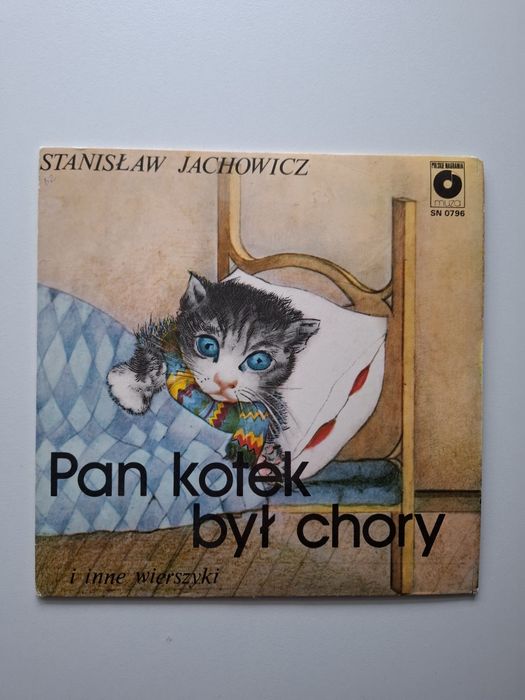 STANISŁAW JACHOWICZ
POLSKIE NAGRANIA
muza
SN 0796
Pan kotek
był chory
i inne wierszyki